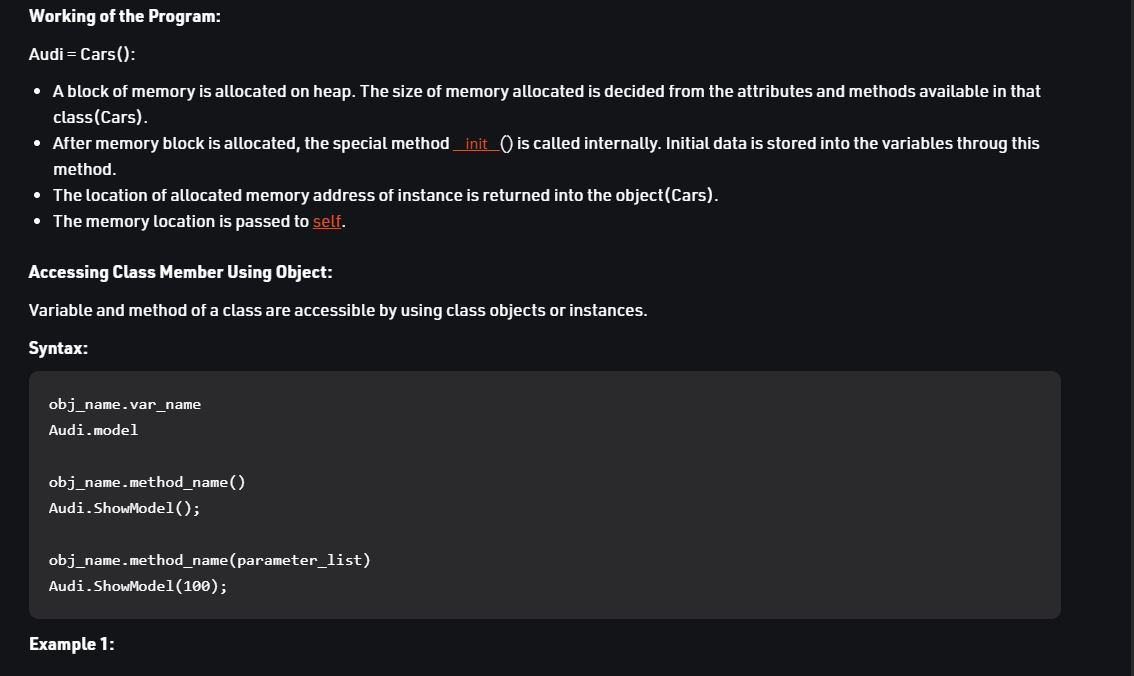 Working of the Program:
Audi = Cars():
• A block of memory is allocated on heap. The size of memory allocated is decided from the attributes and methods available in that
class(Cars).
• After memory block is allocated, the special method __init__() is called internally. Initial data is stored into the variables throug this
method.
• The location of allocated memory address of instance is returned into the object(Cars).
• The memory location is passed to self.
Accessing Class Member Using Object:
Variable and method of a class are accessible by using class objects or instances.
Syntax:
obj_name.var_name
Audi.model
obj_name.method_name()
Audi.ShowModel();
obj_name.method_name(parameter_list)
Audi.ShowModel(100);
Example 1: